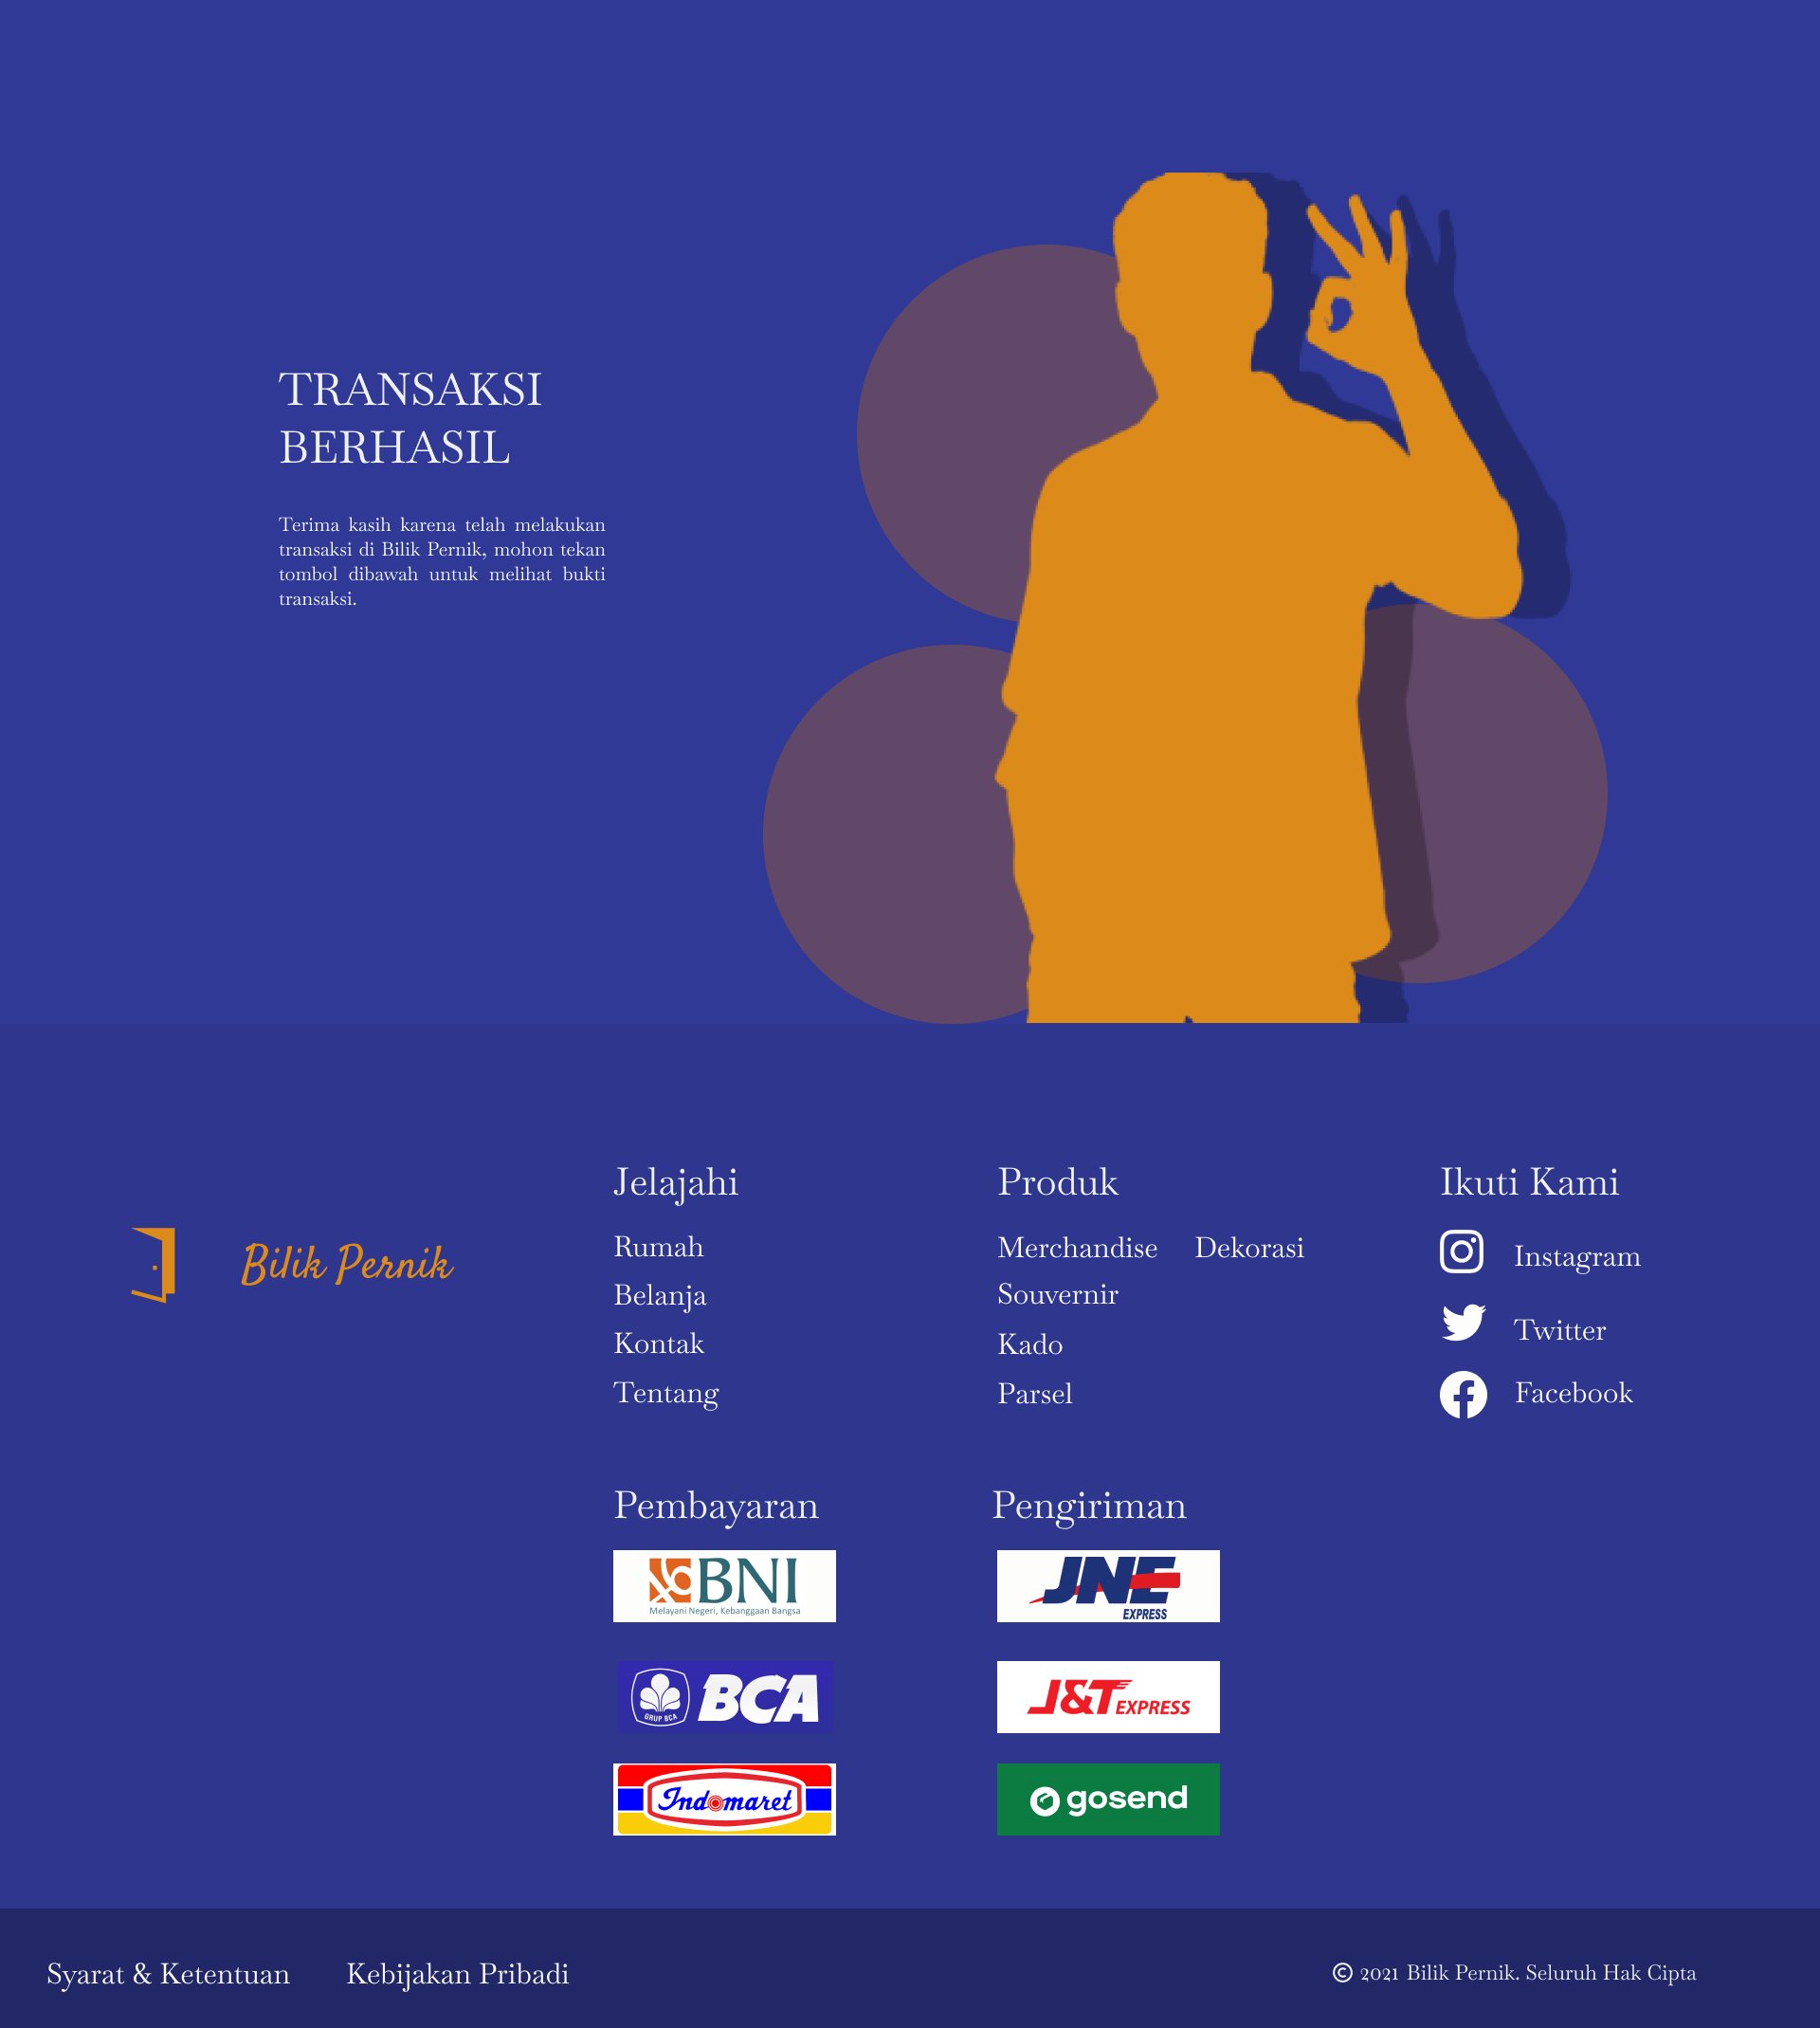 TRANSAKSI
BERHASIL
Terima kasih karena telah melakukan
transaksi di Bilik Pernik, mohon tekan
tombol dibawah untuk melihat bukti
transaksi.
Bilik Pernik
Jelajahi
Rumah
Belanja
Kontak
Tentang
Produk
Merchandise Dekorasi
Souvernir
Kado
Parsel
Ikuti Kami
Instagram
Twitter
Facebook
Pembayaran
BNI
Melayani Negeri, Kebanggaan Bangsa
GRUP BCA
BCA
Indomaret
Pengiriman
JNE
EXPRESS
J&T EXPRESS
gosend
Syarat & Ketentuan Kebijakan Pribadi
© 2021 Bilik Pernik. Seluruh Hak Cipta